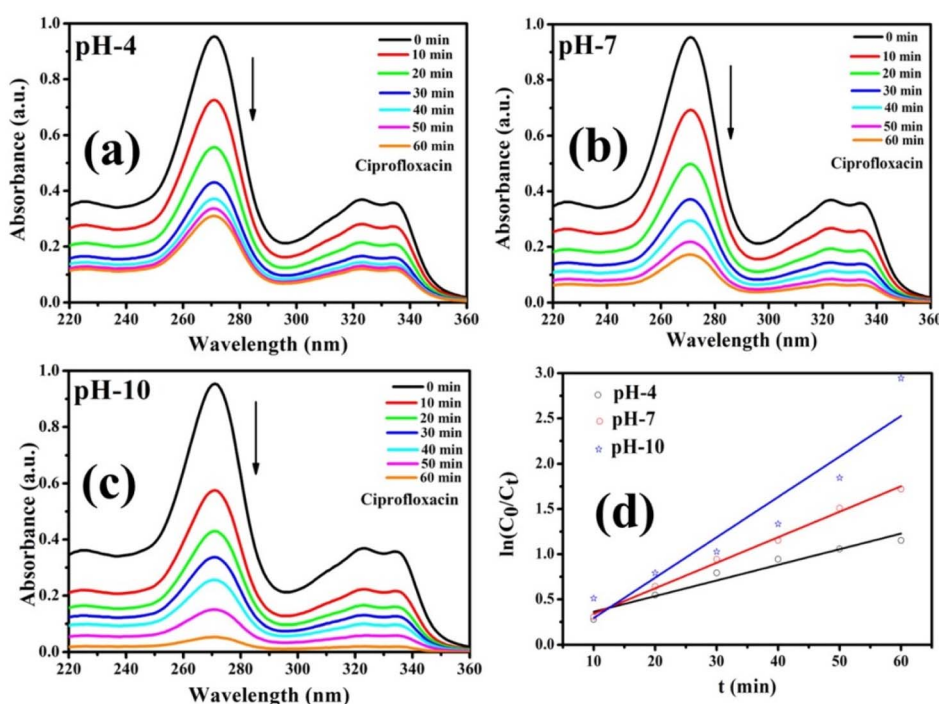 pH-4
(a)
0 min
10 min
20 min
30 min
40 min
50 min
60 min
Ciprofloxacin
Absorbance (a.u.)
1.0
0.8
0.6
0.4
0.2
0.0
220 240 260 280 300 320 340 360
Wavelength (nm)
pH-7
(b)
0 min
10 min
20 min
30 min
40 min
50 min
60 min
Ciprofloxacin
Absorbance (a.u.)
1.0
0.8
0.6
0.4
0.2
0.0
220 240 260 280 300 320 340 360
Wavelength (nm)
pH-10
(c)
0 min
10 min
20 min
30 min
40 min
50 min
60 min
Ciprofloxacin
Absorbance (a.u.)
1.0
0.8
0.6
0.4
0.2
0.0
220 240 260 280 300 320 340 360
Wavelength (nm)
pH-4
pH-7
pH-10
(d)
ln(C0/Ct)
3.0
2.5
2.0
1.5
1.0
0.5
0.0
10 20 30 40 50 60
t (min)